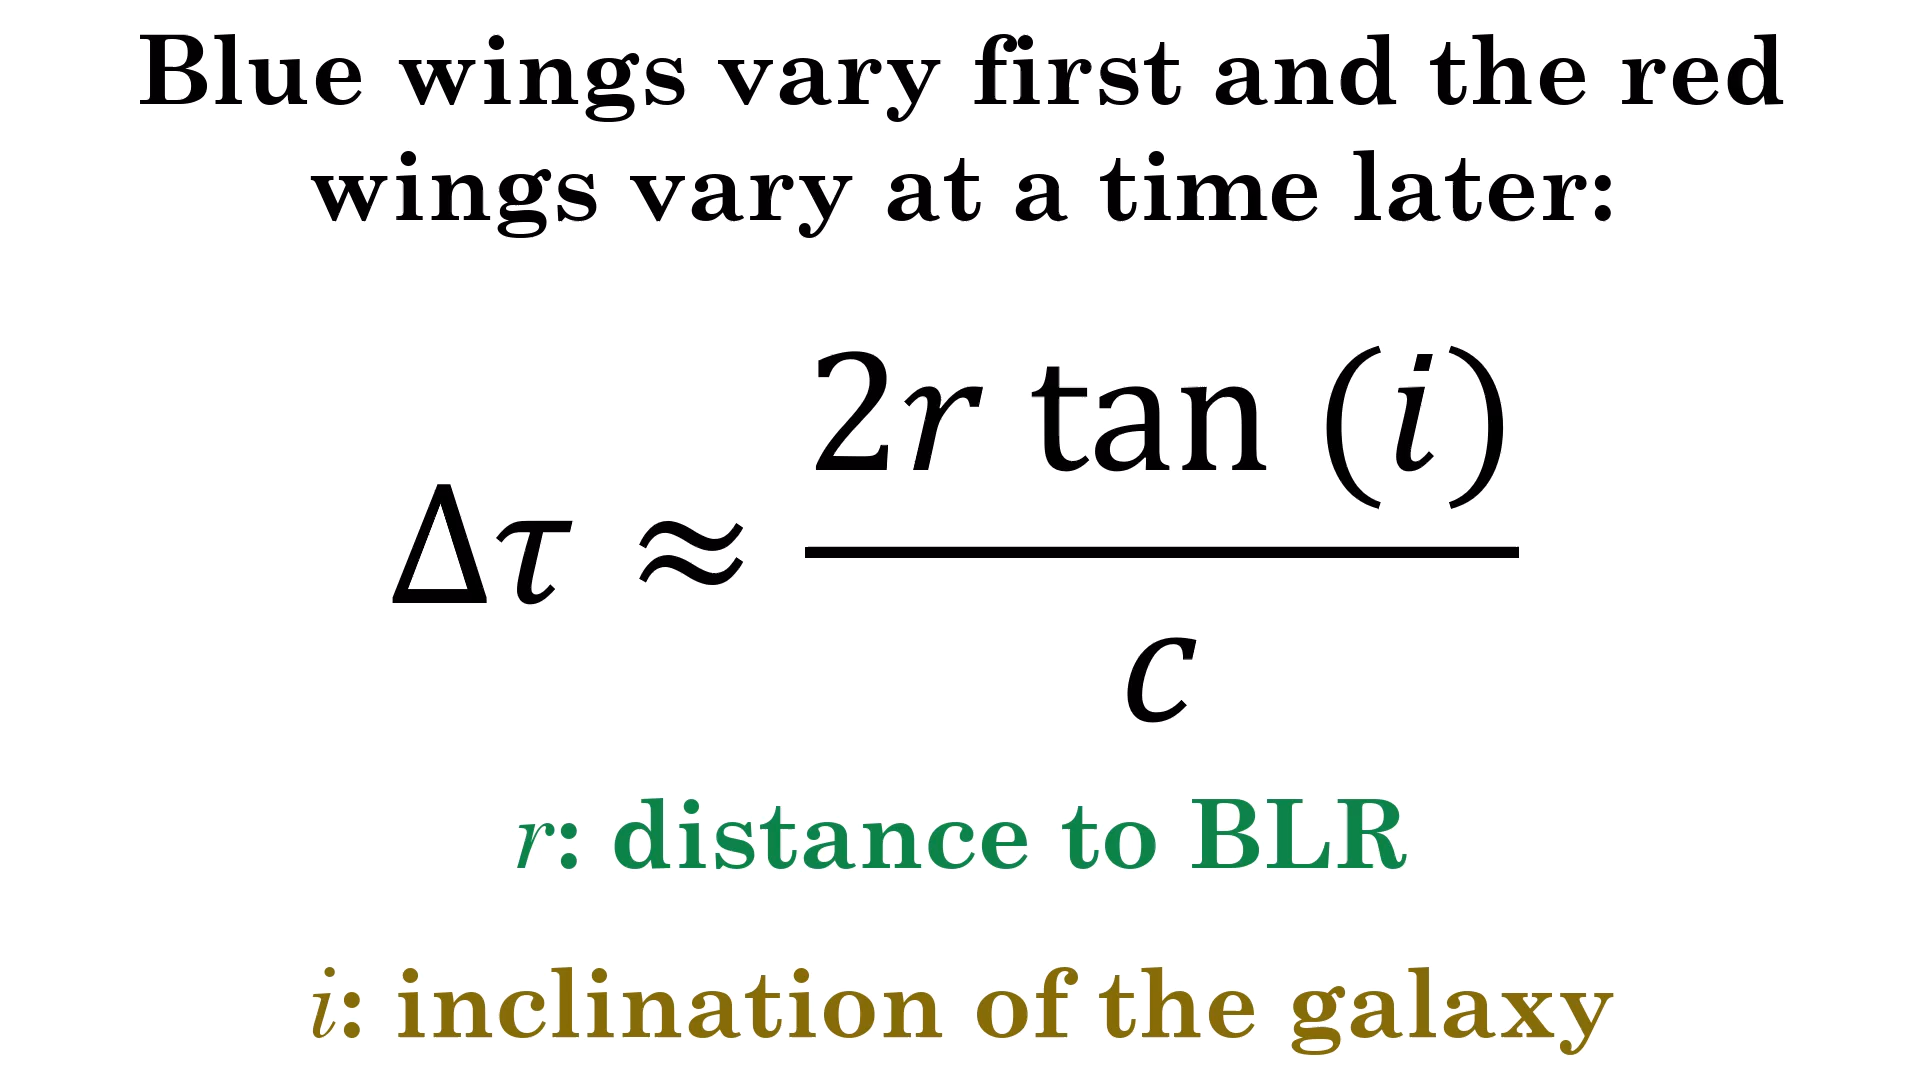 Blue wings vary first and the red
wings vary at a time later:
Δτ ≈ 2r tan (i) / c
r: distance to BLR
i: inclination of the galaxy